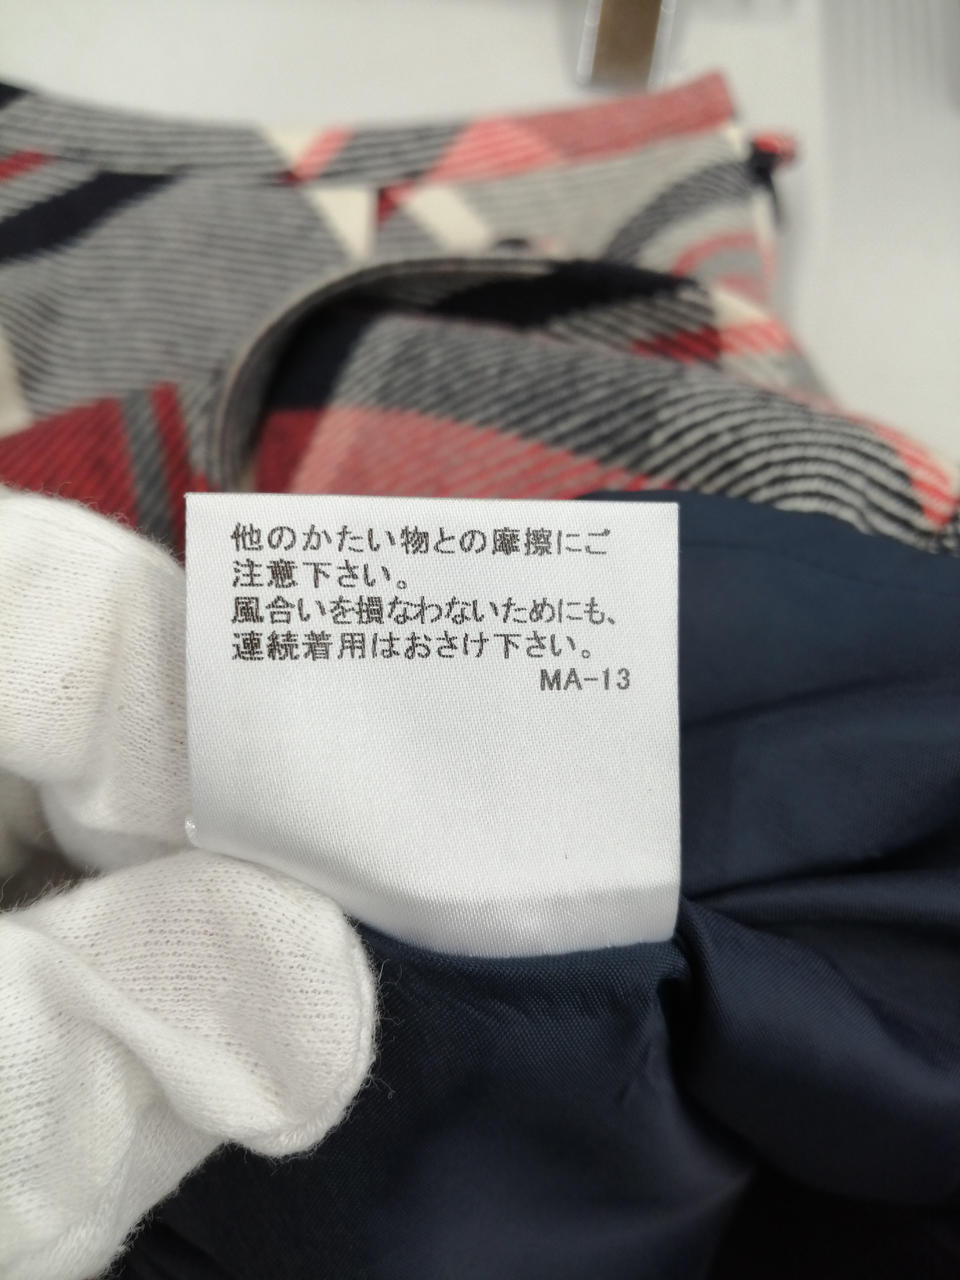 他のかたい物との摩擦にご
注意下さい。
風合いを損なわないためにも、
連続着用はおさけ下さい。
MA-13